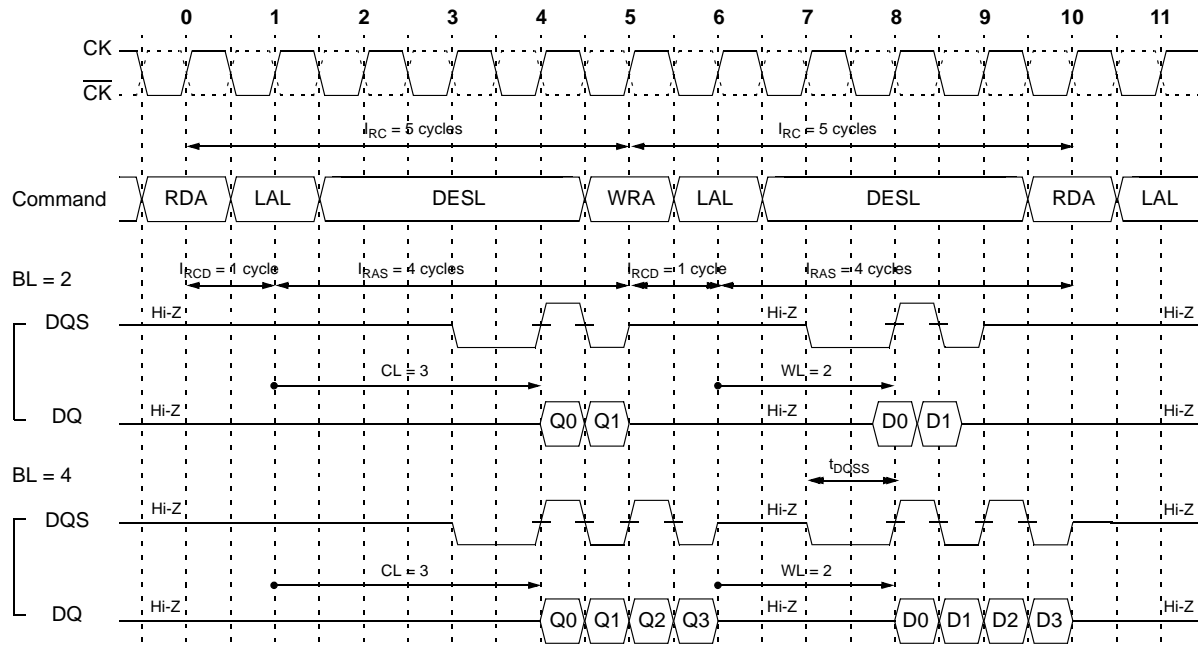 0 1 2 3 4 5 6 7 8 9 10 11
CK
CK
IRC = 5 cycles IRC = 5 cycles
Command RDA LAL DESL WRA LAL DESL RDA LAL
IRCD = 1 cycle IRAS = 4 cycles IRCD = 1 cycle IRAS = 4 cycles
BL = 2
DQS Hi-Z Hi-Z Hi-Z
CL = 3 WL = 2
DQ Hi-Z Q0 Q1 Hi-Z D0 D1 Hi-Z
BL = 4 tDQSS
DQS Hi-Z Hi-Z Hi-Z
CL = 3 WL = 2
DQ Hi-Z Q0 Q1 Q2 Q3 Hi-Z D0 D1 D2 D3 Hi-Z